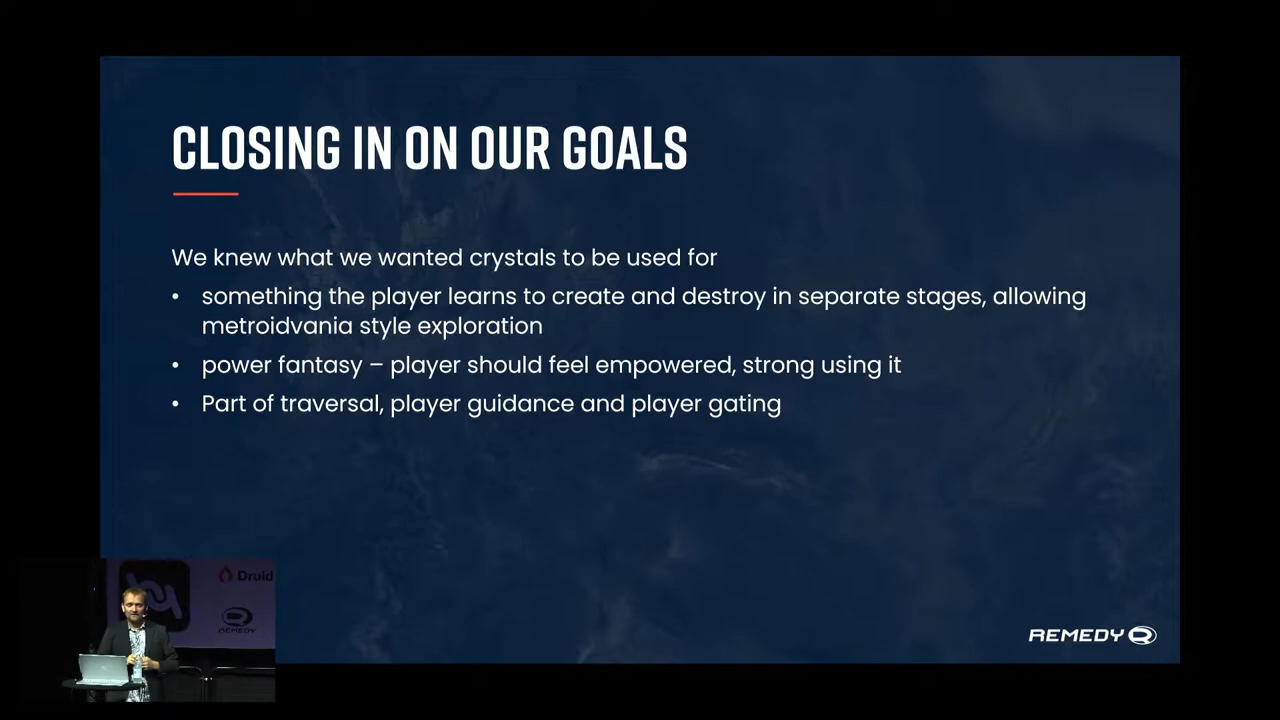 CLOSING IN ON OUR GOALS
We knew what we wanted crystals to be used for
• something the player learns to create and destroy in separate stages, allowing
metroidvania style exploration
• power fantasy – player should feel empowered, strong using it
• Part of traversal, player guidance and player gating
Druid
REMEDY
REMEDY